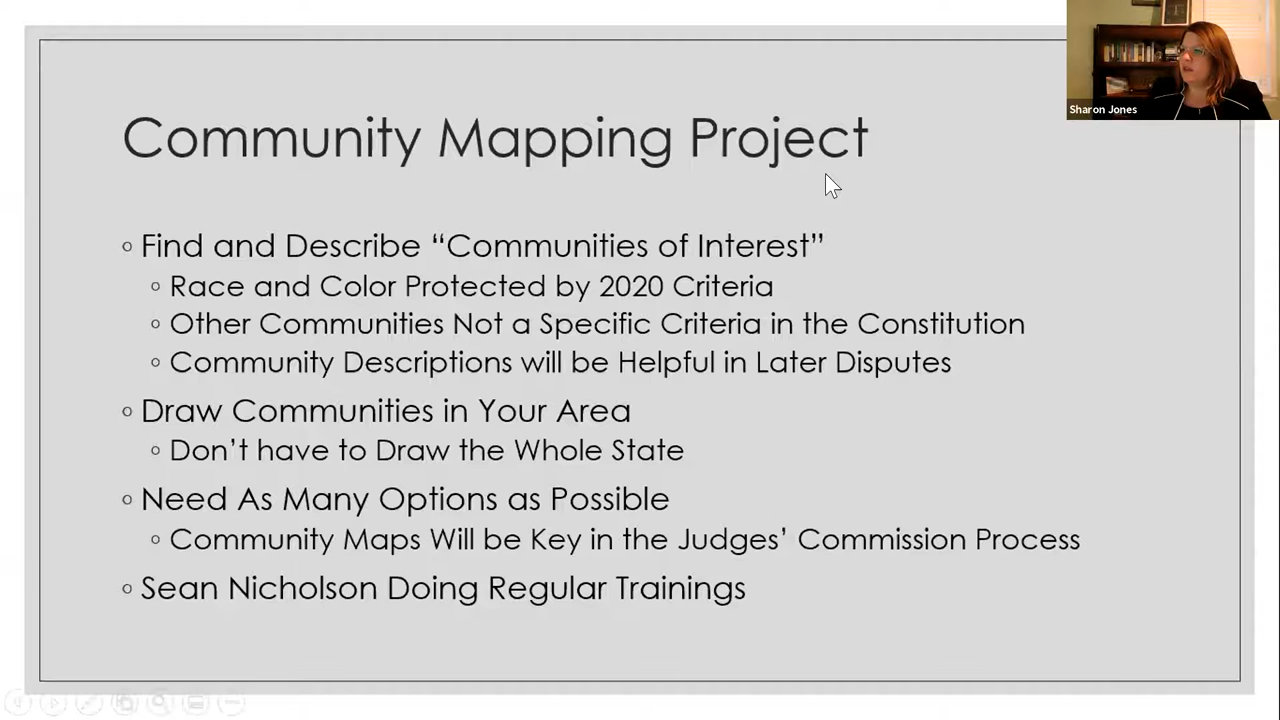 Sharon Jones
Community Mapping Project
Find and Describe “Communities of Interest”
Race and Color Protected by 2020 Criteria
Other Communities Not a Specific Criteria in the Constitution
Community Descriptions will be Helpful in Later Disputes
Draw Communities in Your Area
Don’t have to Draw the Whole State
Need As Many Options as Possible
Community Maps Will be Key in the Judges’ Commission Process
Sean Nicholson Doing Regular Trainings